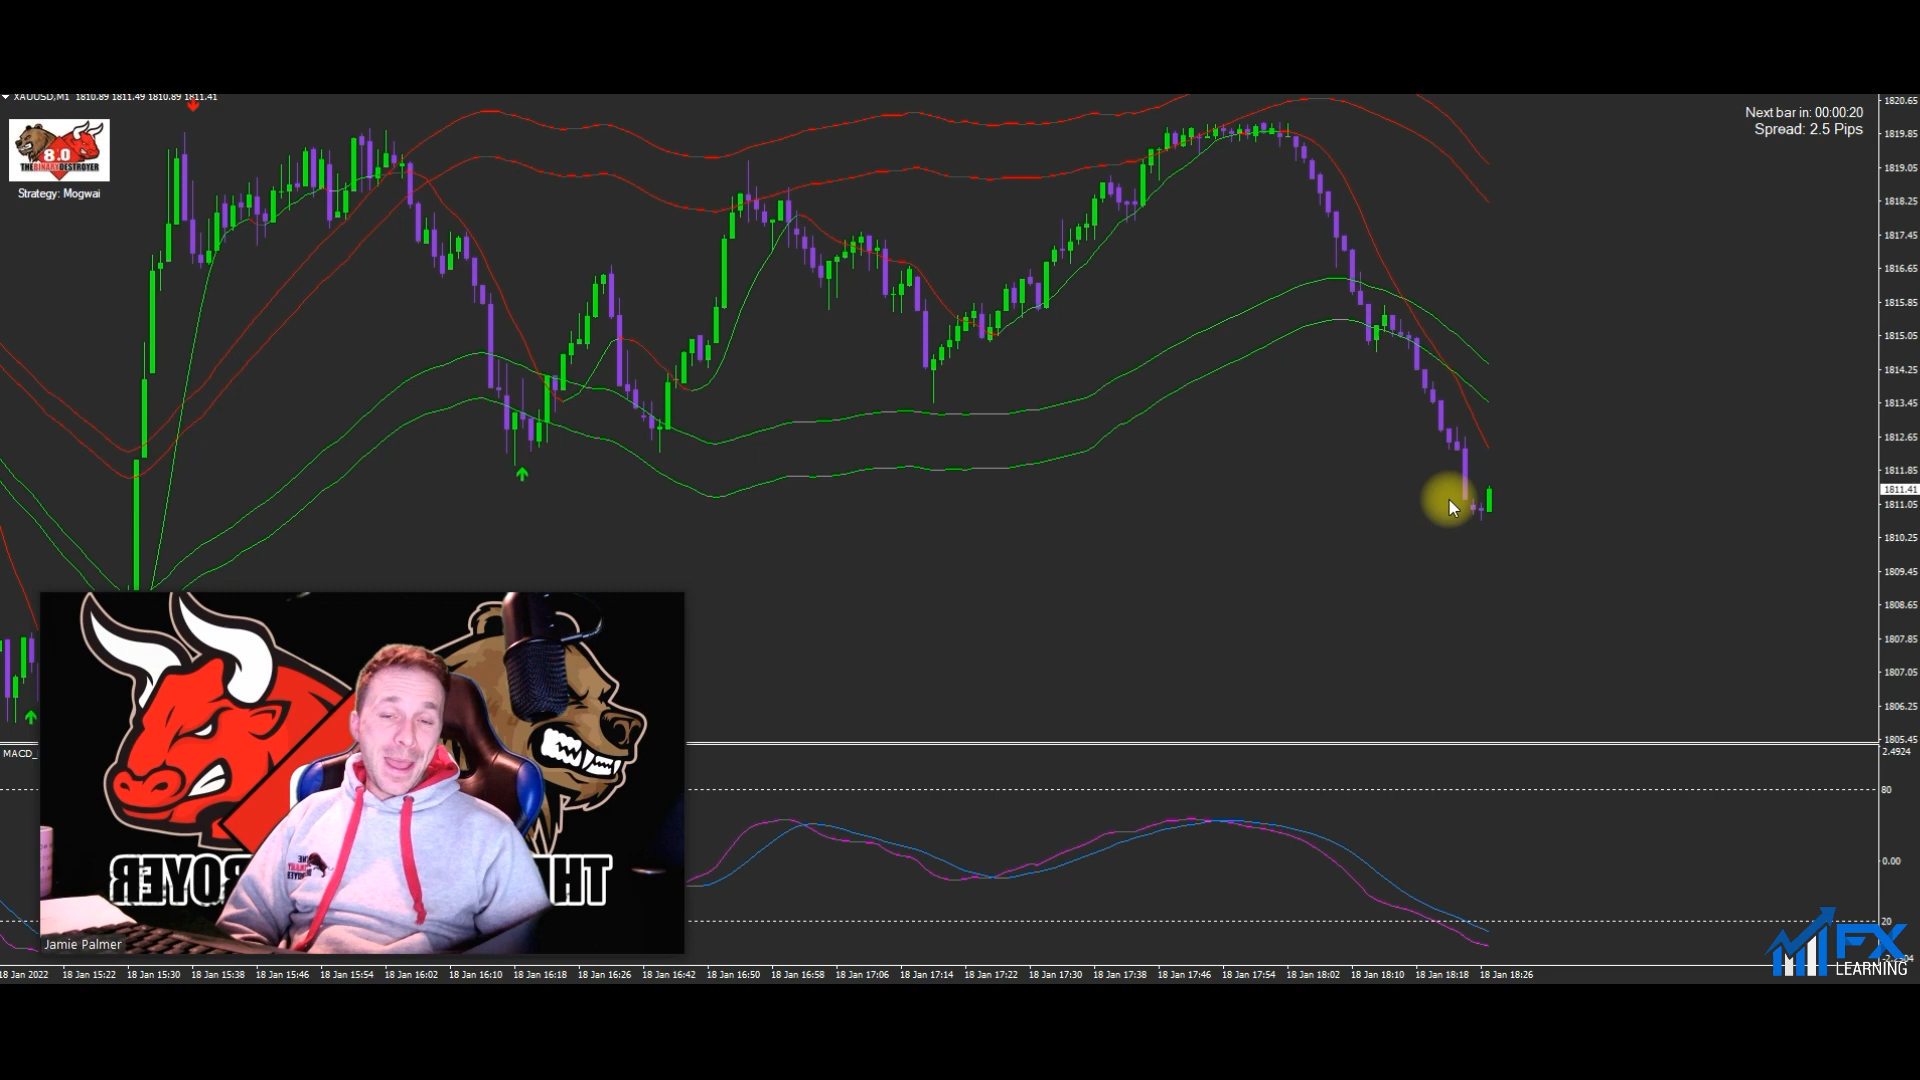 XAUUSD,M1 1810.89 1811.49 1810.89 1811.41
8.0
THEBINARYDESTROYER
Strategy: Mogwai
Next bar in: 00:00:20
Spread: 2.5 Pips
1820.65
1819.85
1819.05
1818.25
1817.45
1816.65
1815.85
1815.05
1814.25
1813.45
1812.65
1811.85
1811.41
1811.05
1810.25
1809.45
1808.65
1807.85
1807.05
1806.25
1805.45
MACD_
2.4924
80
0.00
20
THE
BINARY
DESTROYER
Jamie Palmer
FX
LEARNING
18 Jan 2022 18 Jan 15:22 18 Jan 15:30 18 Jan 15:38 18 Jan 15:46 18 Jan 15:54 18 Jan 16:02 18 Jan 16:10 18 Jan 16:18 18 Jan 16:26 18 Jan 16:42 18 Jan 16:50 18 Jan 16:58 18 Jan 17:06 18 Jan 17:14 18 Jan 17:22 18 Jan 17:30 18 Jan 17:38 18 Jan 17:46 18 Jan 17:54 18 Jan 18:02 18 Jan 18:10 18 Jan 18:18 18 Jan 18:26